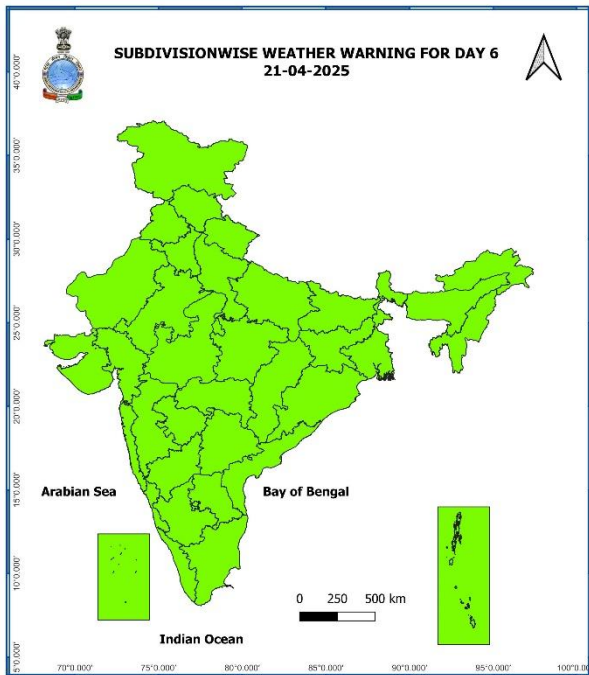 SUBDIVISIONWISE WEATHER WARNING FOR DAY 6
21-04-2025
40°0.000'
35°0.000'
30°0.000'
25°0.000'
20°0.000'
15°0.000'
10°0.000'
5°0.000'
Arabian Sea
Bay of Bengal
0 250 500 km
Indian Ocean
70°0.000' 75°0.000' 80°0.000' 85°0.000' 90°0.000' 95°0.000' 100°0.000'